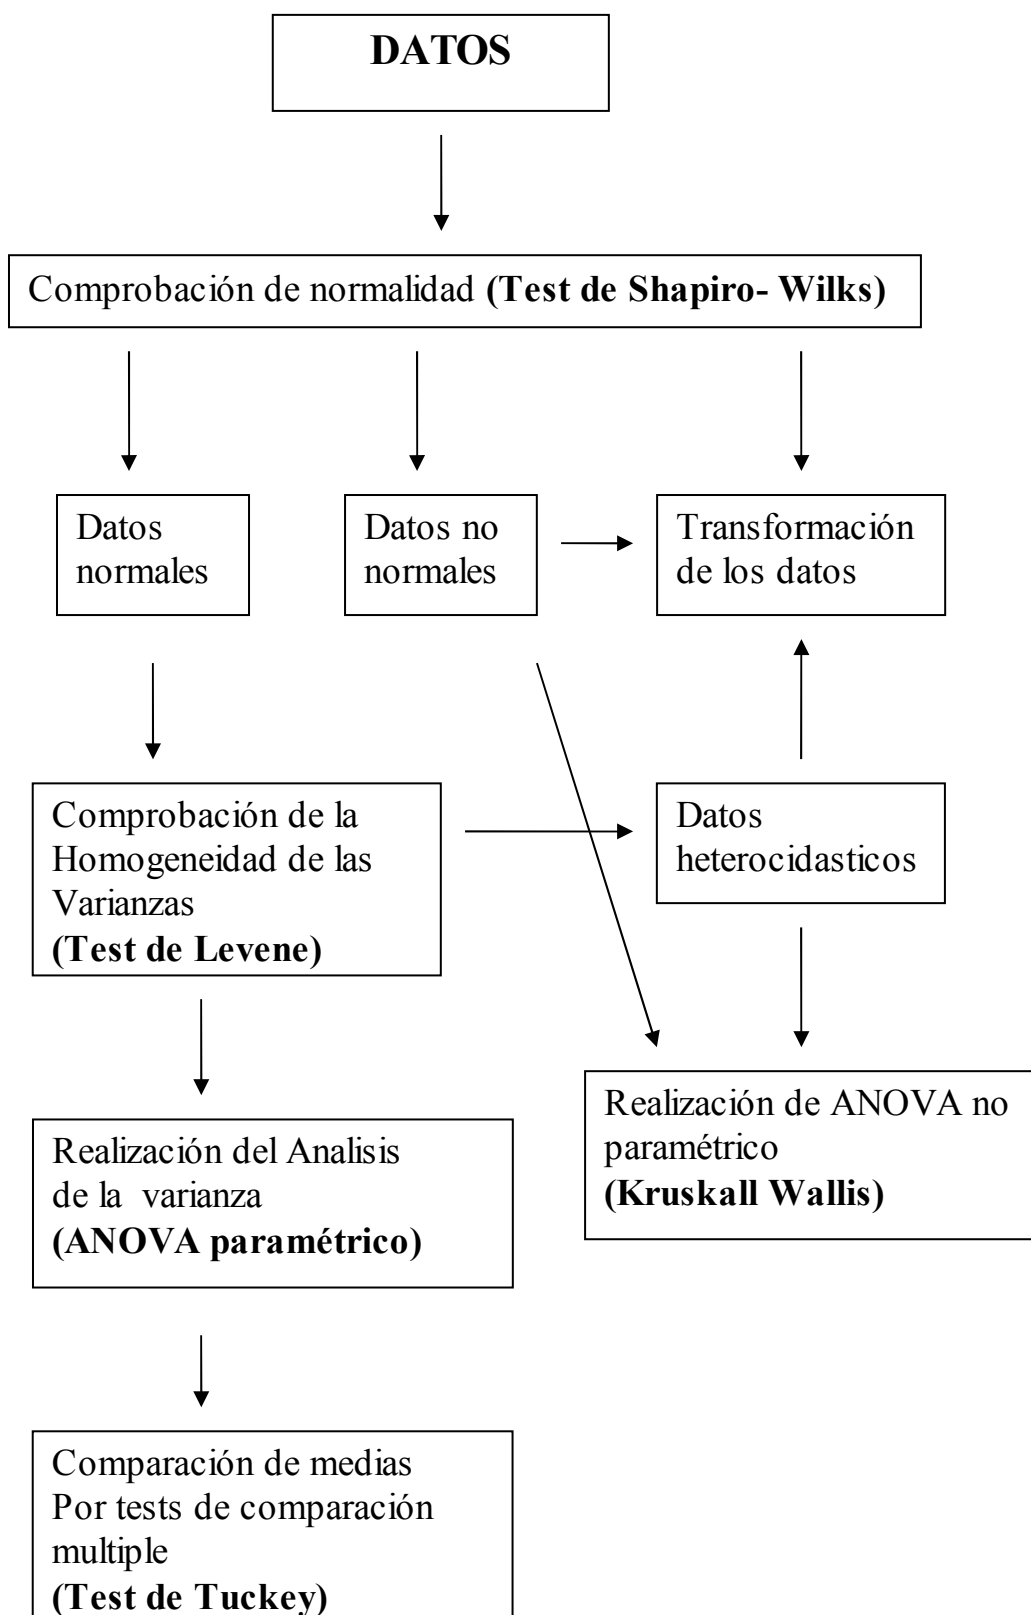 DATOS
Comprobación de normalidad (Test de Shapiro- Wilks)
Datos
normales
Datos no
normales
Transformación
de los datos
Comprobación de la
Homogeneidad de las
Varianzas
(Test de Levene)
Datos
heterocidasticos
Realización de ANOVA no
paramétrico
(Kruskall Wallis)
Realización del Analisis
de la varianza
(ANOVA paramétrico)
Comparación de medias
Por tests de comparación
multiple
(Test de Tuckey)